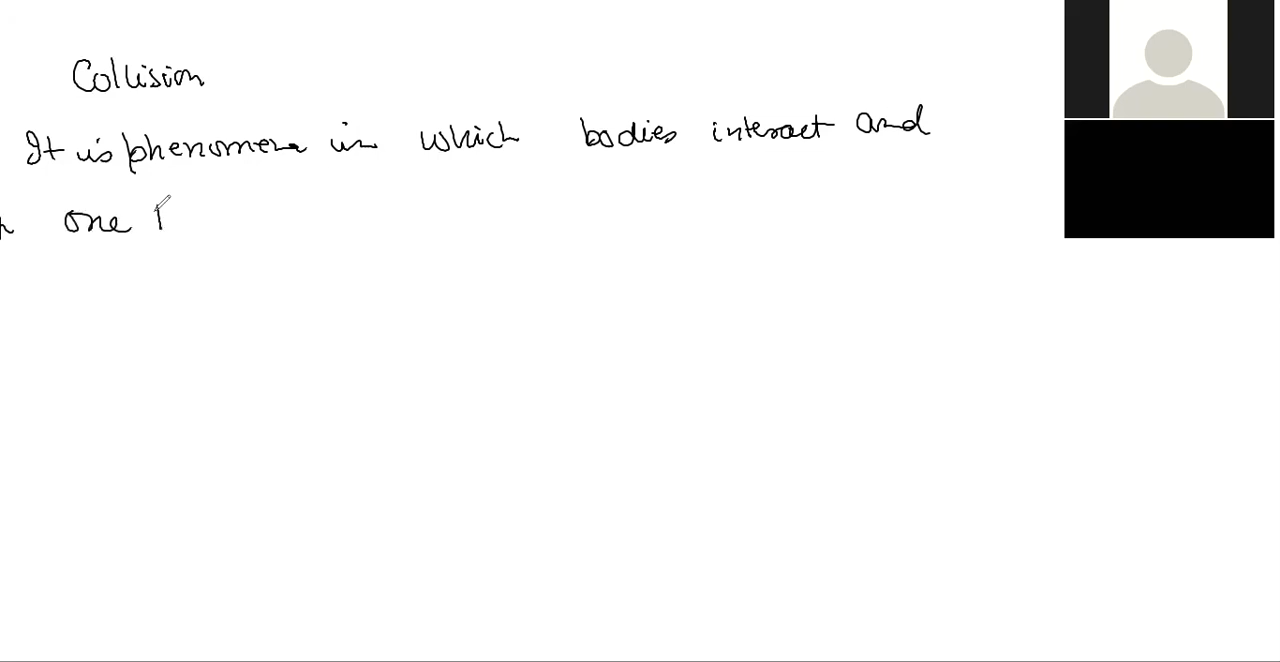 Collision
It is phenomena in which bodies interact and
one